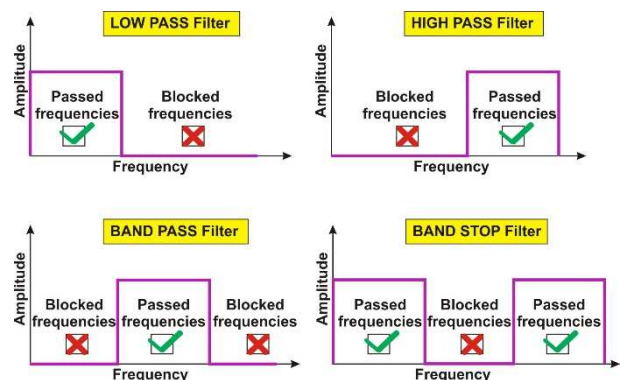 LOW PASS Filter
Amplitude
Passed
frequencies
Blocked
frequencies
Frequency
HIGH PASS Filter
Amplitude
Blocked
frequencies
Passed
frequencies
Frequency
BAND PASS Filter
Amplitude
Blocked
frequencies
Passed
frequencies
Blocked
frequencies
Frequency
BAND STOP Filter
Amplitude
Passed
frequencies
Blocked
frequencies
Passed
frequencies
Frequency